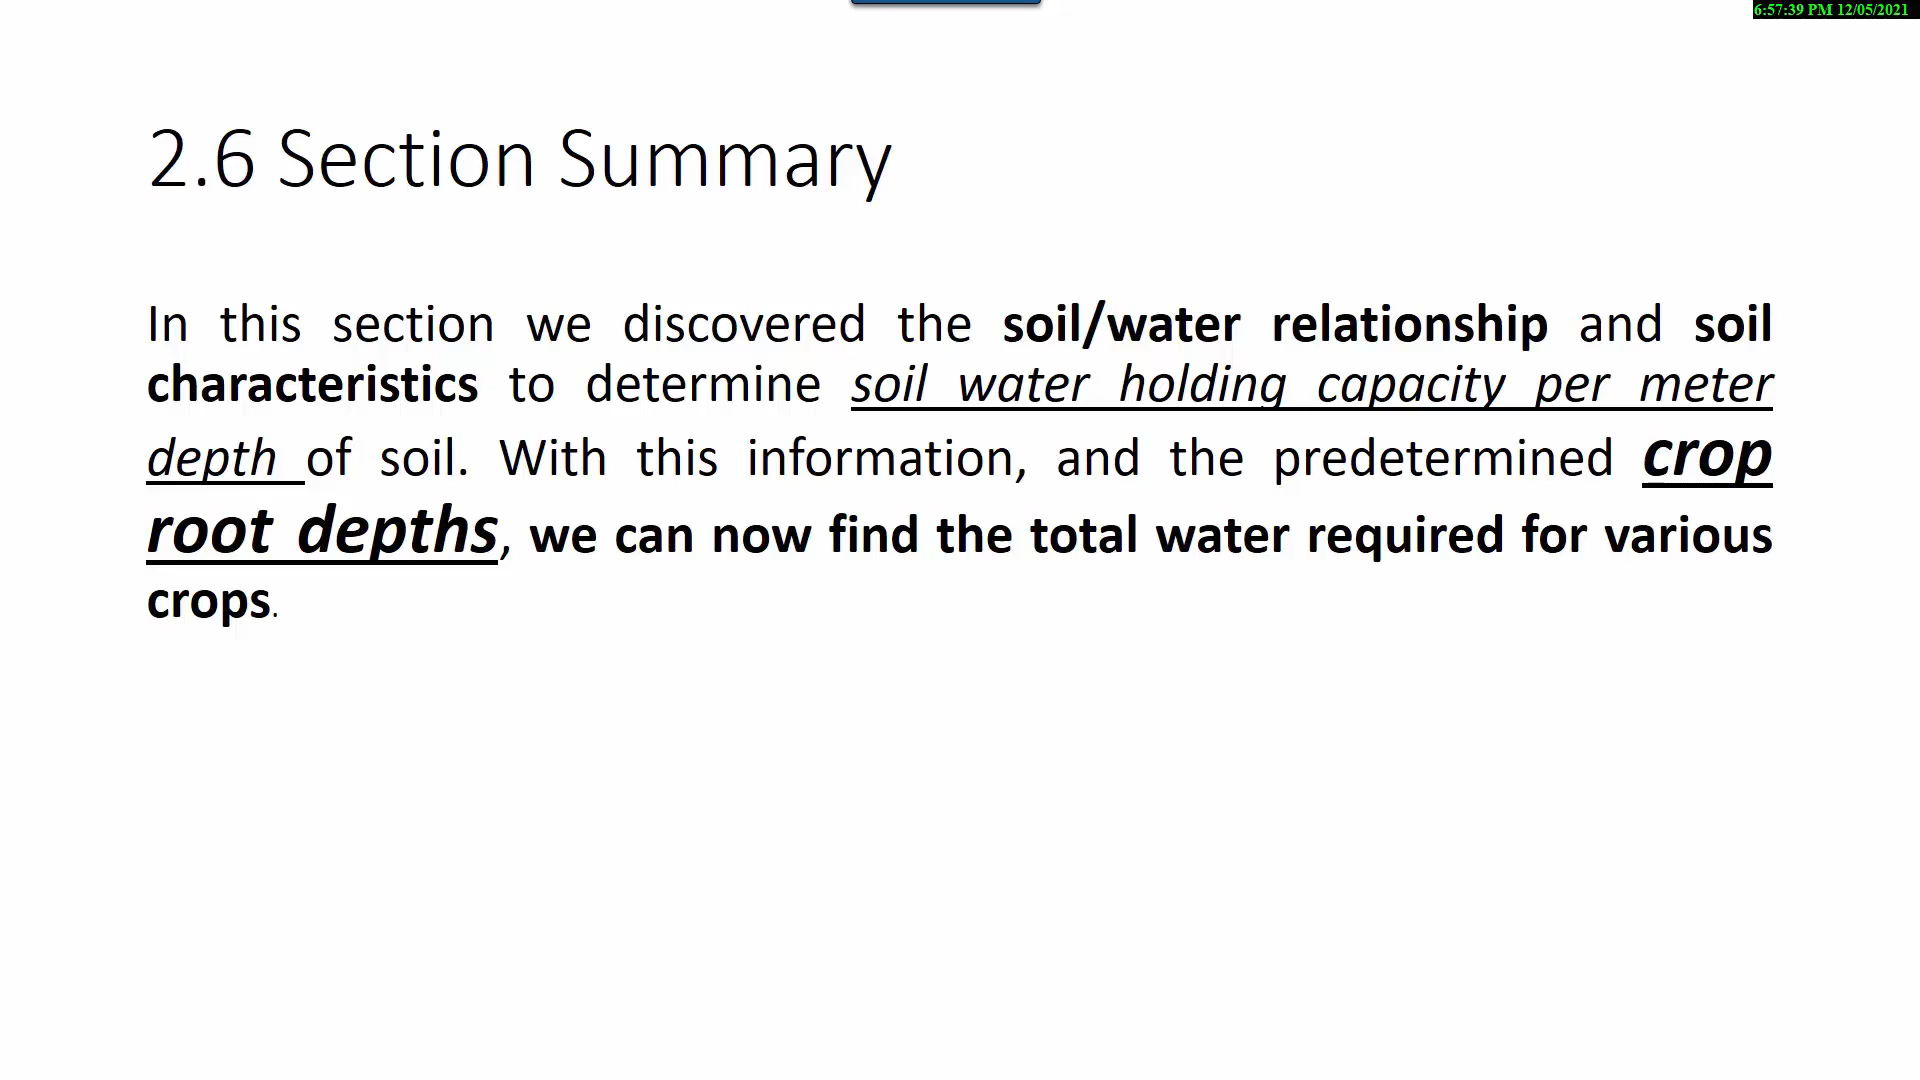 6:57:39 PM 12/05/2021
2.6 Section Summary
In this section we discovered the soil/water relationship and soil
characteristics to determine soil water holding capacity per meter
depth of soil. With this information, and the predetermined crop
root depths, we can now find the total water required for various
crops.